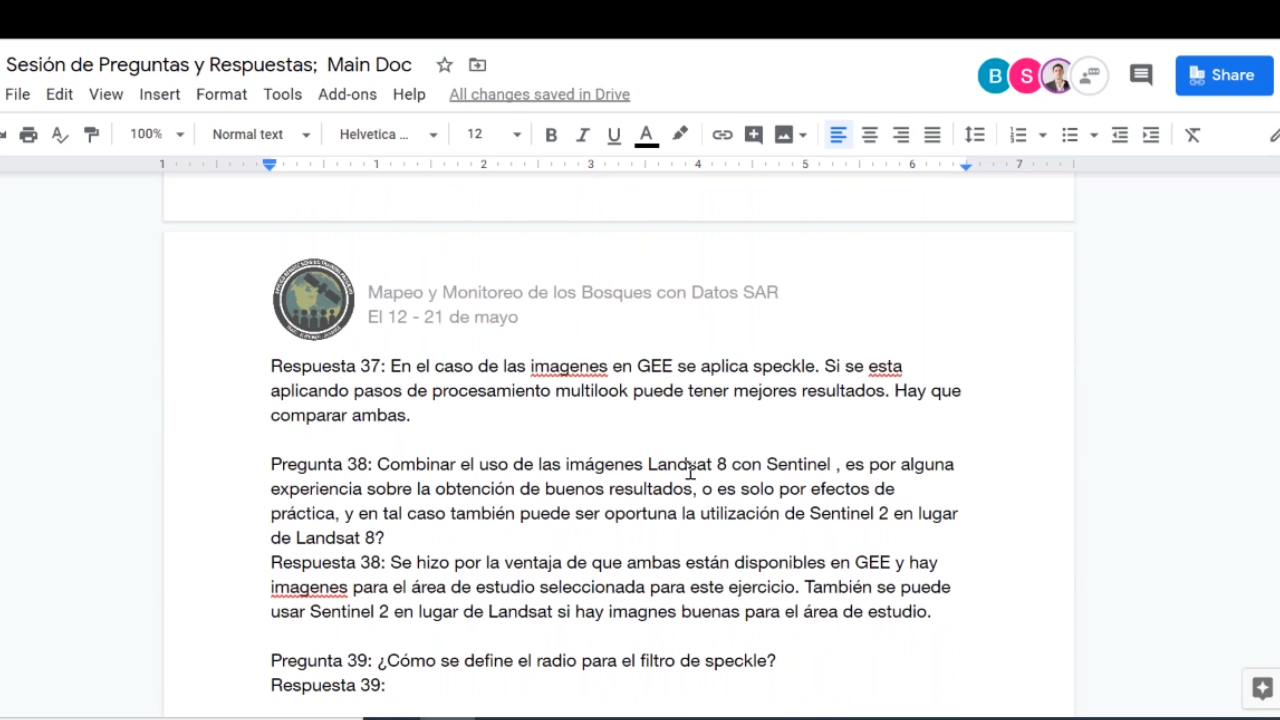 Sesión de Preguntas y Respuestas; Main Doc
B S
Share
File Edit View Insert Format Tools Add-ons Help All changes saved in Drive
100% Normal text Helvetica ... 12 B I U A
1 1 2 3 4 5 6 7
Mapeo y Monitoreo de los Bosques con Datos SAR
El 12 - 21 de mayo
Respuesta 37: En el caso de las imagenes en GEE se aplica speckle. Si se esta
aplicando pasos de procesamiento multilook puede tener mejores resultados. Hay que
comparar ambas.
Pregunta 38: Combinar el uso de las imágenes Landsat 8 con Sentinel , es por alguna
experiencia sobre la obtención de buenos resultados, o es solo por efectos de
práctica, y en tal caso también puede ser oportuna la utilización de Sentinel 2 en lugar
de Landsat 8?
Respuesta 38: Se hizo por la ventaja de que ambas están disponibles en GEE y hay
imagenes para el área de estudio seleccionada para este ejercicio. También se puede
usar Sentinel 2 en lugar de Landsat si hay imagnes buenas para el área de estudio.
Pregunta 39: ¿Cómo se define el radio para el filtro de speckle?
Respuesta 39: